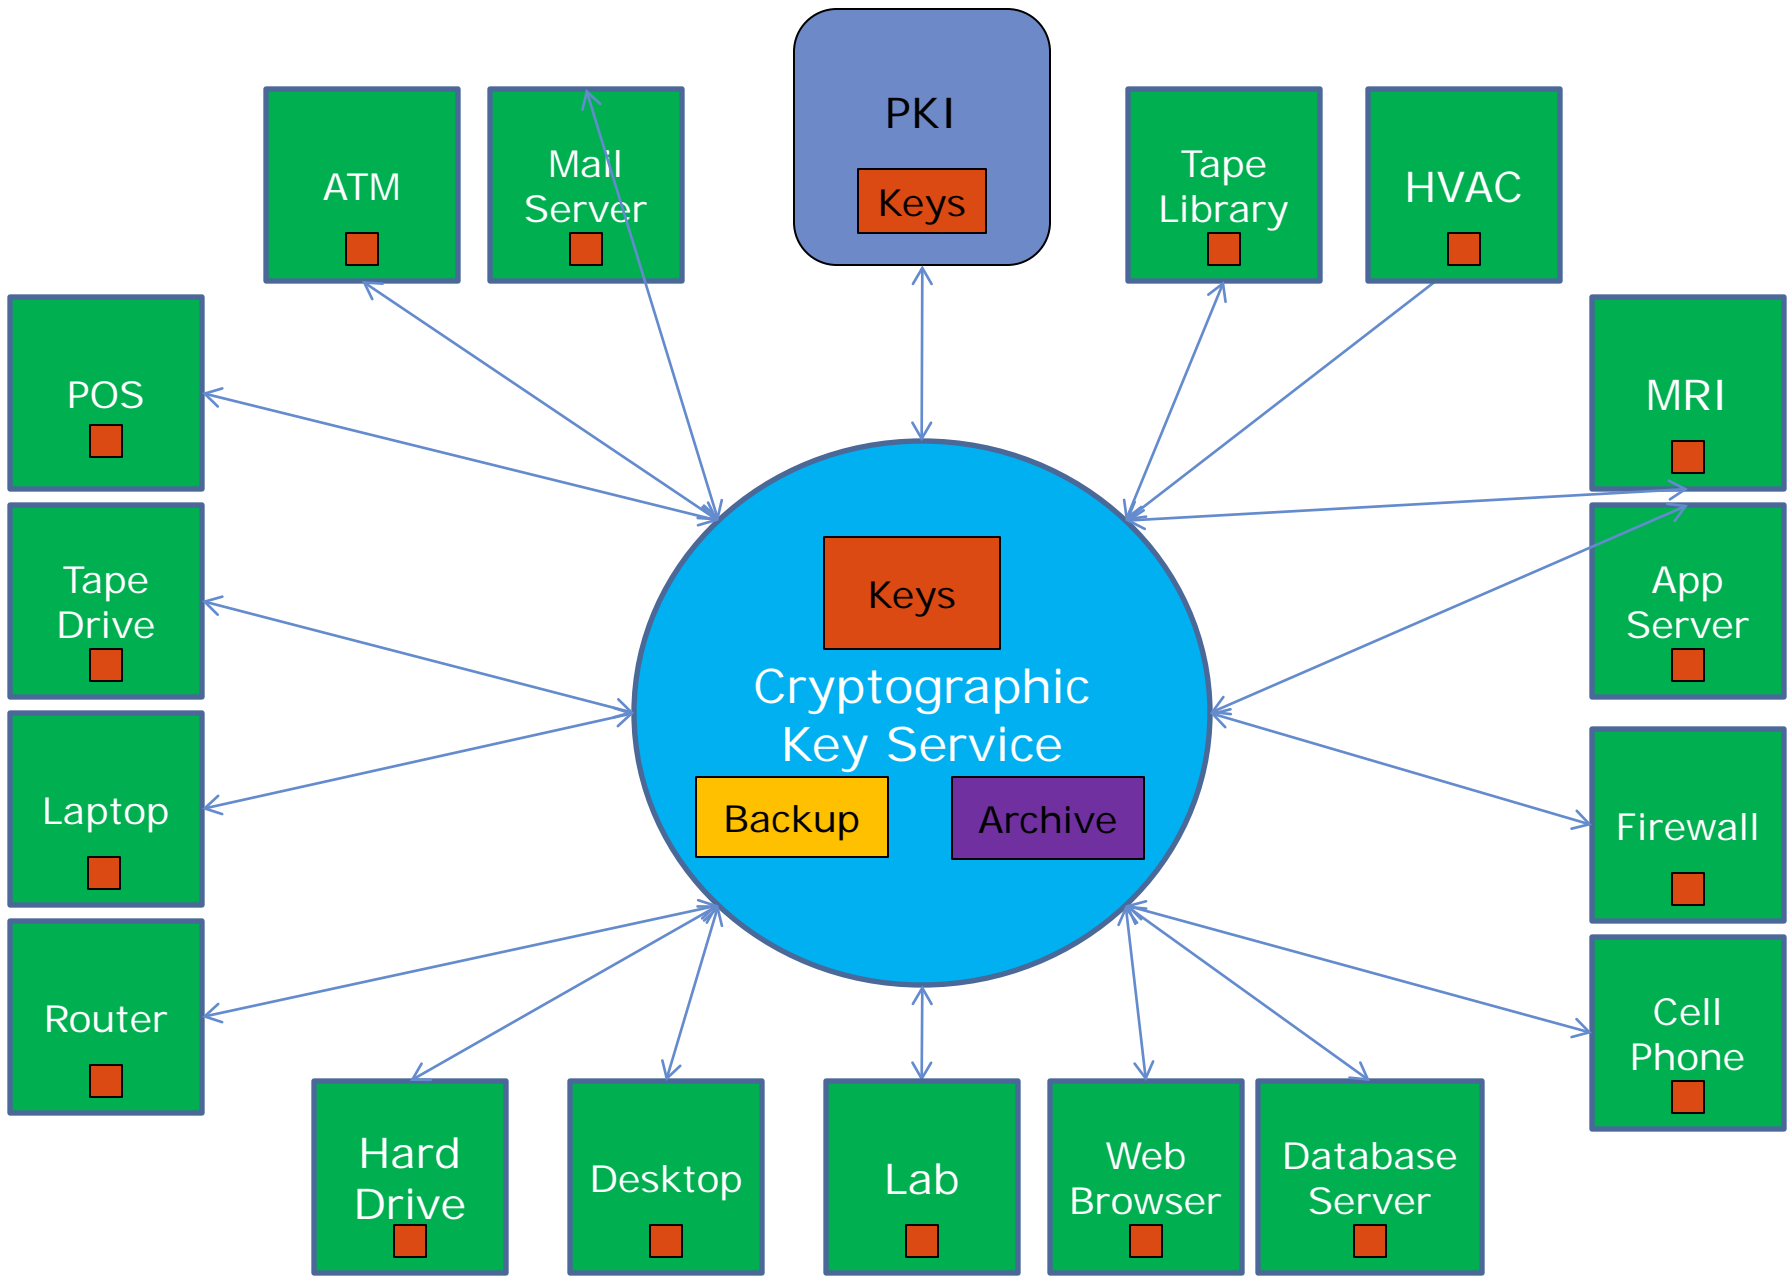 PKI
Keys
ATM
Mail
Server
Tape
Library
HVAC
POS
MRI
Tape
Drive
App
Server
Keys
Cryptographic
Key Service
Backup
Archive
Laptop
Firewall
Router
Cell
Phone
Hard
Drive
Desktop
Lab
Web
Browser
Database
Server